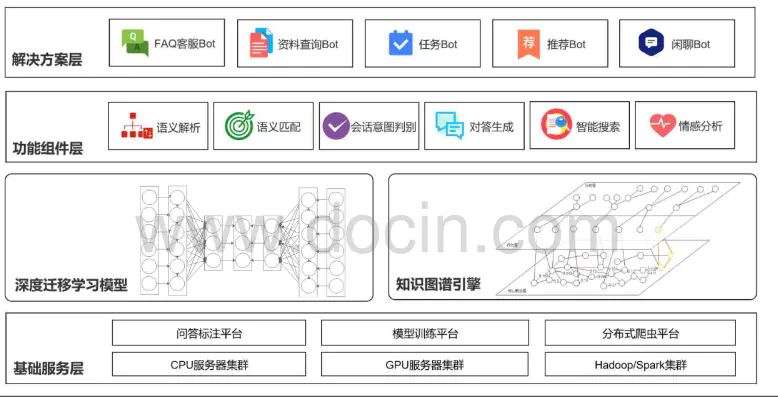 解决方案层
FAQ客服Bot
资料查询Bot
任务Bot
荐
推荐Bot
闲聊Bot
功能组件层
语义解析
语义匹配
会话意图判别
对答生成
智能搜索
情感分析
深度迁移学习模型
知识图谱引擎
www.docin.com
基础服务层
问答标注平台
模型训练平台
分布式爬虫平台
CPU服务器集群
GPU服务器集群
Hadoop/Spark集群